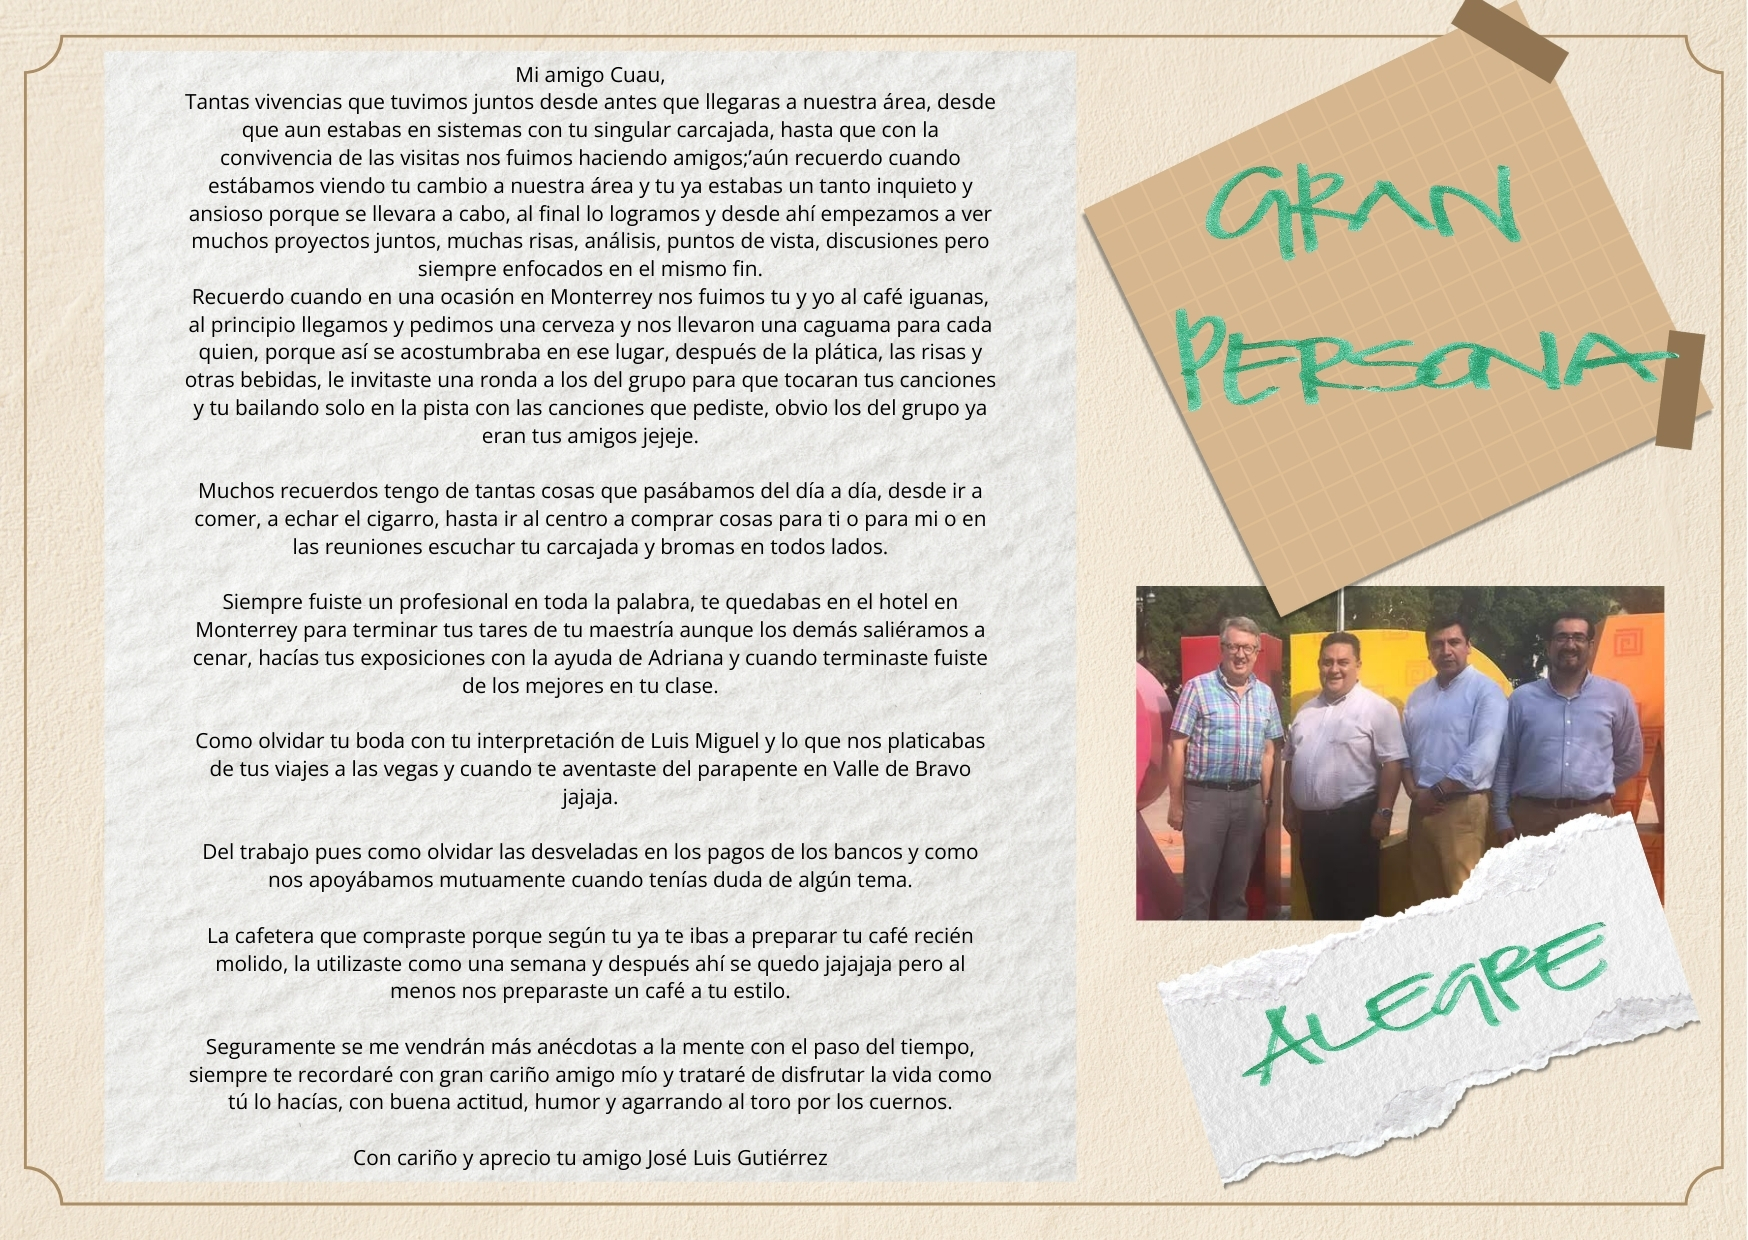 Mi amigo Cuau,
Tantas vivencias que tuvimos juntos desde antes que llegaras a nuestra área, desde
que aun estabas en sistemas con tu singular carcajada, hasta que con la
convivencia de las visitas nos fuimos haciendo amigos;’aún recuerdo cuando
estábamos viendo tu cambio a nuestra área y tu ya estabas un tanto inquieto y
ansioso porque se llevara a cabo, al final lo logramos y desde ahí empezamos a ver
muchos proyectos juntos, muchas risas, análisis, puntos de vista, discusiones pero
siempre enfocados en el mismo fin.
Recuerdo cuando en una ocasión en Monterrey nos fuimos tu y yo al café iguanas,
al principio llegamos y pedimos una cerveza y nos llevaron una caguama para cada
quien, porque así se acostumbraba en ese lugar, después de la plática, las risas y
otras bebidas, le invitaste una ronda a los del grupo para que tocaran tus canciones
y tu bailando solo en la pista con las canciones que pediste, obvio los del grupo ya
eran tus amigos jejeje.
Muchos recuerdos tengo de tantas cosas que pasábamos del día a día, desde ir a
comer, a echar el cigarro, hasta ir al centro a comprar cosas para ti o para mi o en
las reuniones escuchar tu carcajada y bromas en todos lados.
Siempre fuiste un profesional en toda la palabra, te quedabas en el hotel en
Monterrey para terminar tus tares de tu maestría aunque los demás saliéramos a
cenar, hacías tus exposiciones con la ayuda de Adriana y cuando terminaste fuiste
de los mejores en tu clase.
Como olvidar tu boda con tu interpretación de Luis Miguel y lo que nos platicabas
de tus viajes a las vegas y cuando te aventaste del parapente en Valle de Bravo
jajaja.
Del trabajo pues como olvidar las desveladas en los pagos de los bancos y como
nos apoyábamos mutuamente cuando tenías duda de algún tema.
La cafetera que compraste porque según tu ya te ibas a preparar tu café recién
molido, la utilizaste como una semana y después ahí se quedo jajajaja pero al
menos nos preparaste un café a tu estilo.
Seguramente se me vendrán más anécdotas a la mente con el paso del tiempo,
siempre te recordaré con gran cariño amigo mío y trataré de disfrutar la vida como
tú lo hacías, con buena actitud, humor y agarrando al toro por los cuernos.
Con cariño y aprecio tu amigo José Luis Gutiérrez
GRAN
PERSONA
ALEGRE